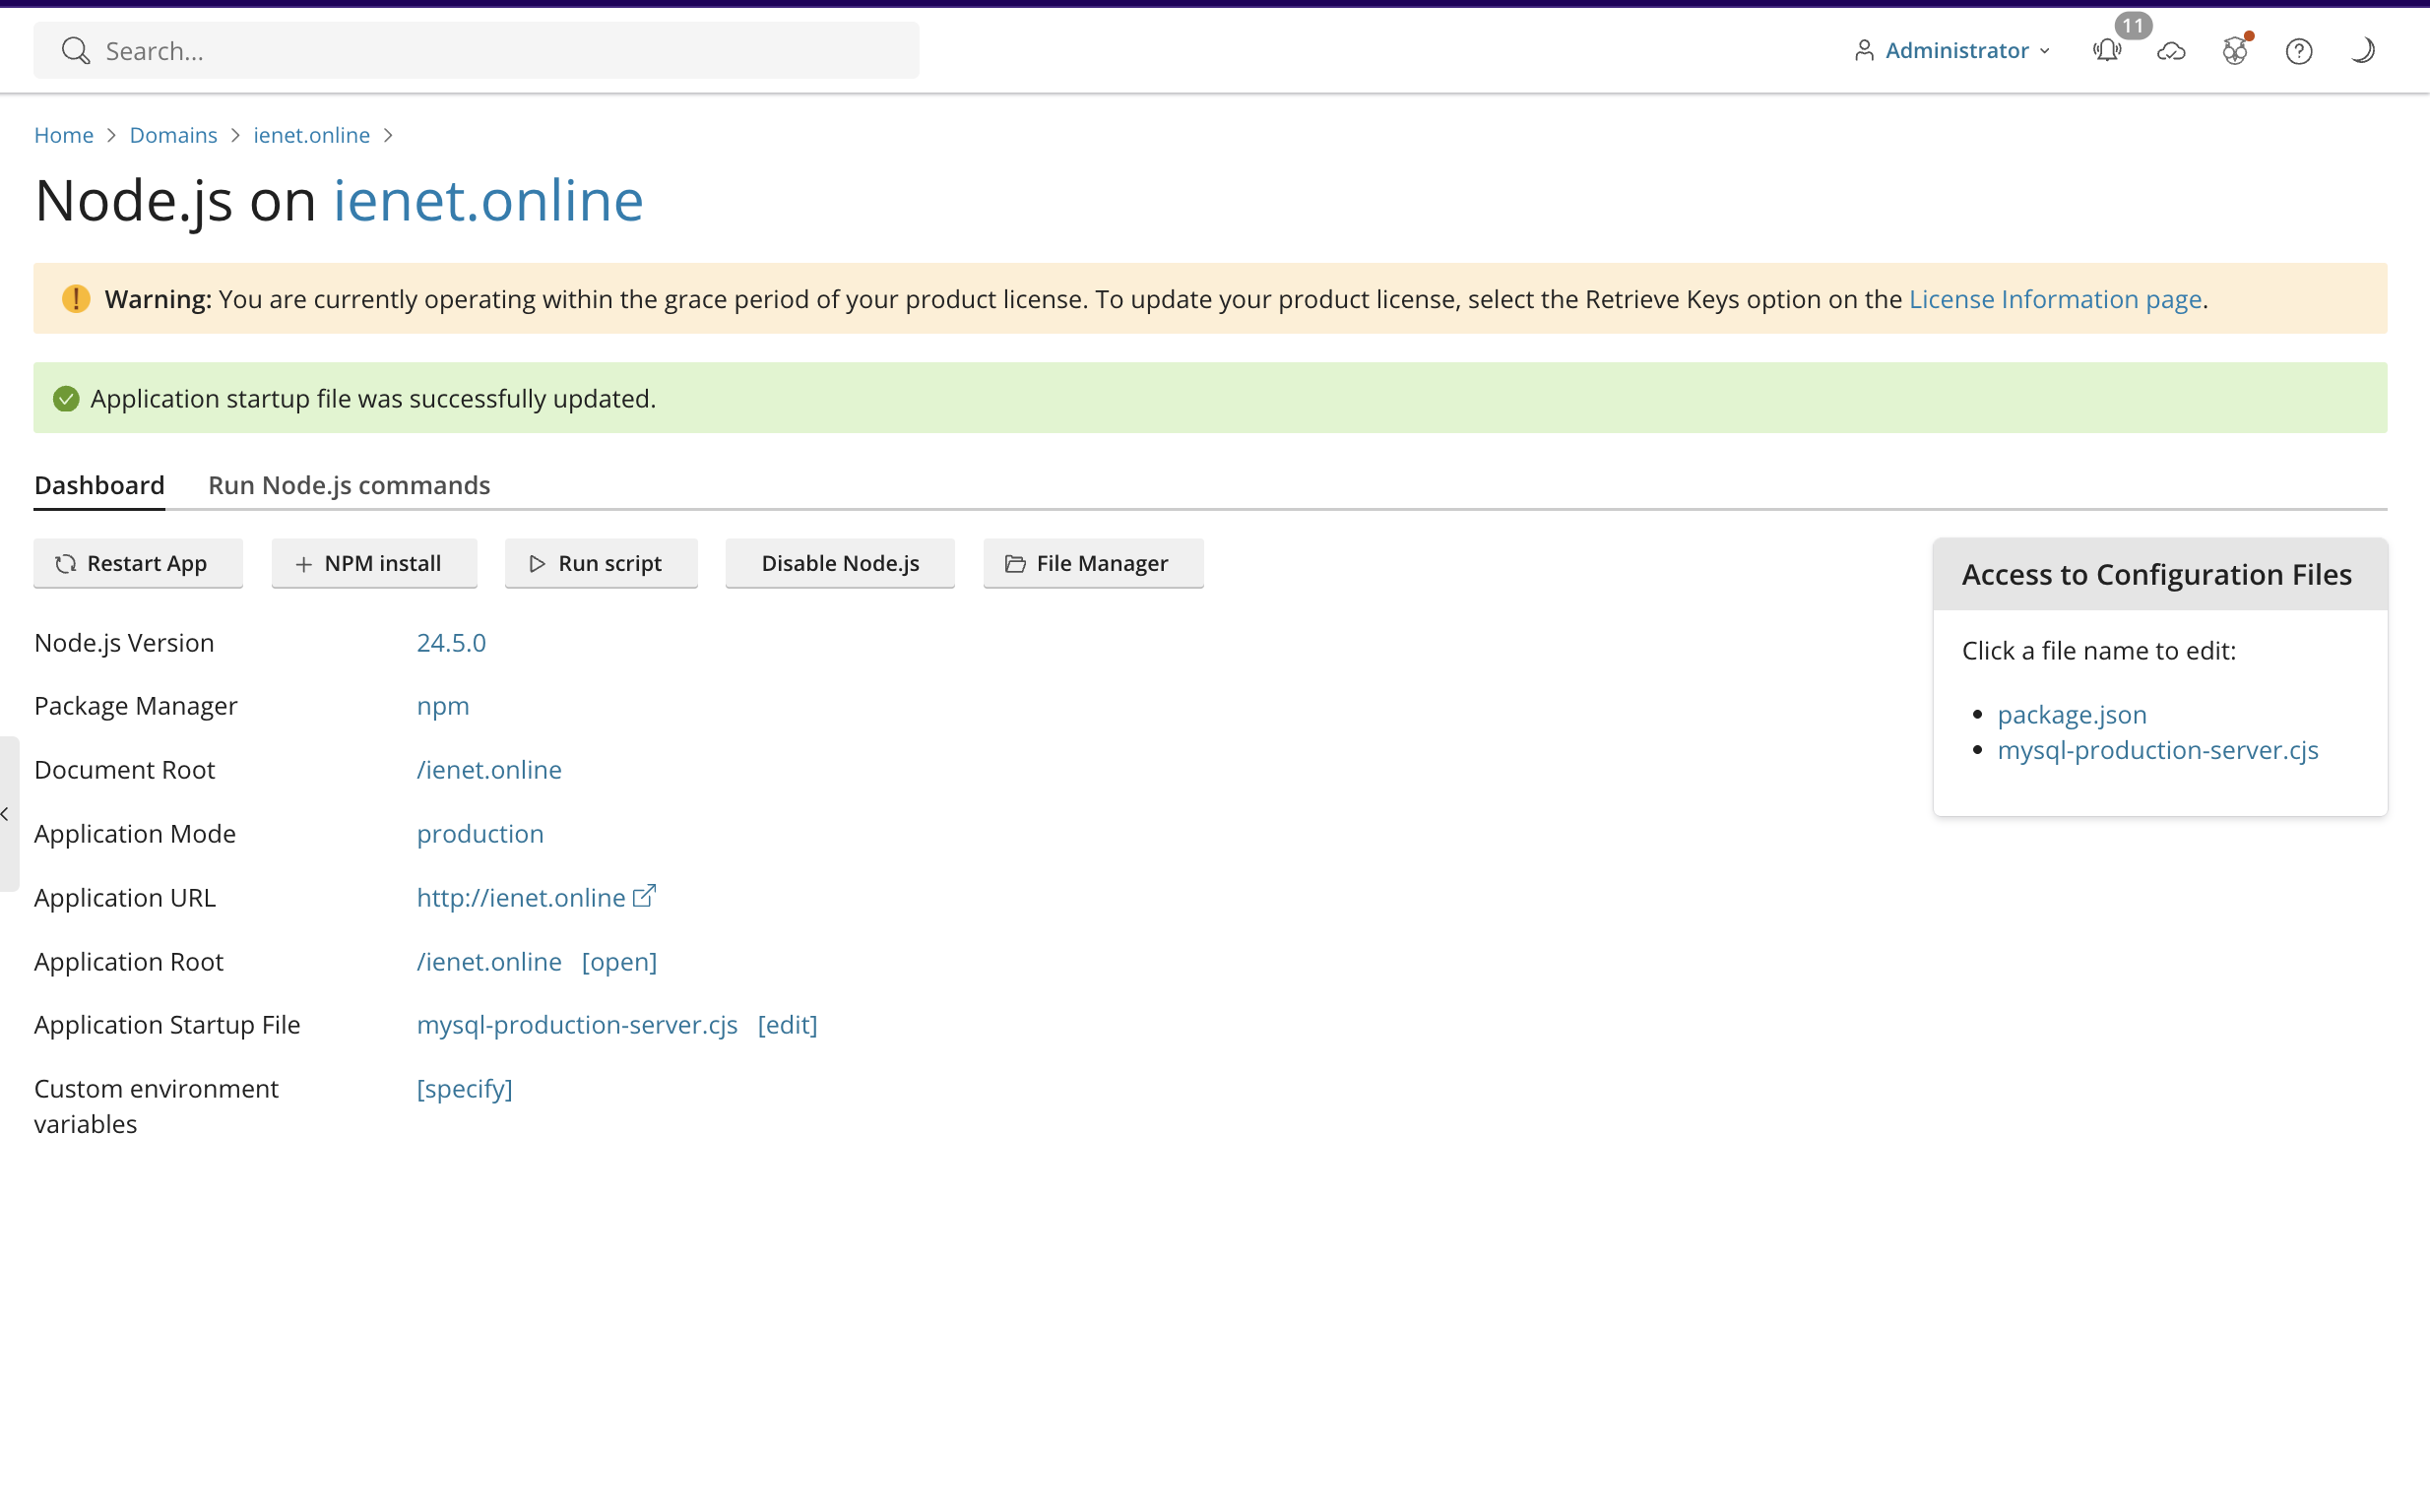 Search...
Administrator
11
Home > Domains > ienet.online >
Node.js on ienet.online
Warning: You are currently operating within the grace period of your product license. To update your product license, select the Retrieve Keys option on the License Information page.
Application startup file was successfully updated.
Dashboard Run Node.js commands
Restart App NPM install Run script Disable Node.js File Manager
Node.js Version 24.5.0
Package Manager npm
Document Root /ienet.online
Application Mode production
Application URL http://ienet.online
Application Root /ienet.online [open]
Application Startup File mysql-production-server.cjs [edit]
Custom environment variables [specify]
Access to Configuration Files
Click a file name to edit:
• package.json
• mysql-production-server.cjs